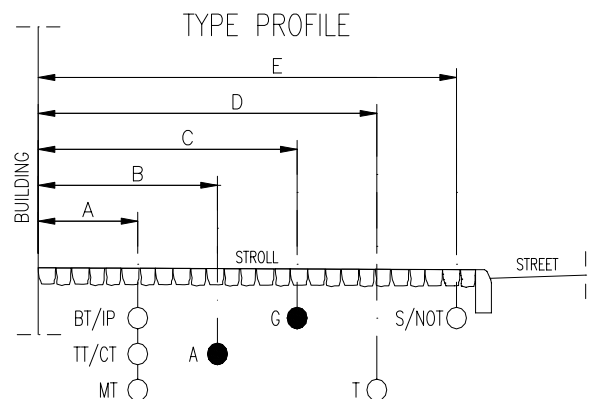 TYPE PROFILE
E
D
C
B
A
BUILDING
STROLL
STREET
BT/IP
G
S/NOT
TT/CT
A
MT
T